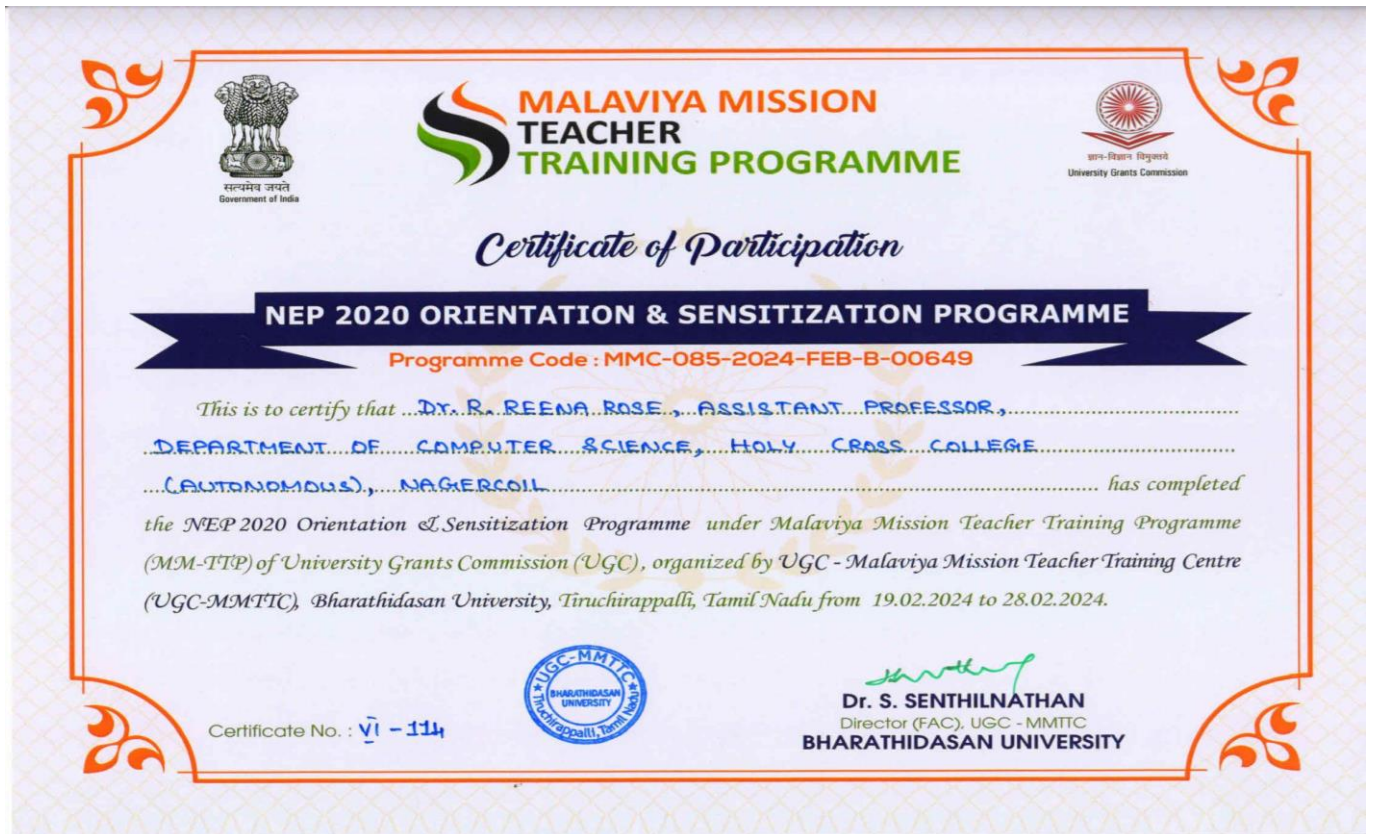 सत्यमेव जयते
Government of India
MALAVIYA MISSION
TEACHER
TRAINING PROGRAMME
ज्ञान-विज्ञान विमुक्तये
University Grants Commission
Certificate of Participation
NEP 2020 ORIENTATION & SENSITIZATION PROGRAMME
Programme Code : MMC-085-2024-FEB-B-00649
This is to certify that Dr. R. REENA ROSE, ASSISTANT PROFESSOR,
DEPARTMENT OF COMPUTER SCIENCE, HOLY CROSS COLLEGE
(AUTONOMOUS), NAGERCOIL has completed
the NEP 2020 Orientation & Sensitization Programme under Malaviya Mission Teacher Training Programme
(MM-TTP) of University Grants Commission (UGC), organized by UGC - Malaviya Mission Teacher Training Centre
(UGC-MMTTC), Bharathidasan University, Tiruchirappalli, Tamil Nadu from 19.02.2024 to 28.02.2024.
UGC-MMTTC
BHARATHIDASAN
UNIVERSITY
Tiruchirappalli, Tamil Nadu
Dr. S. SENTHILNATHAN
Director (FAC), UGC - MMTTC
BHARATHIDASAN UNIVERSITY
Certificate No. : VI - 114